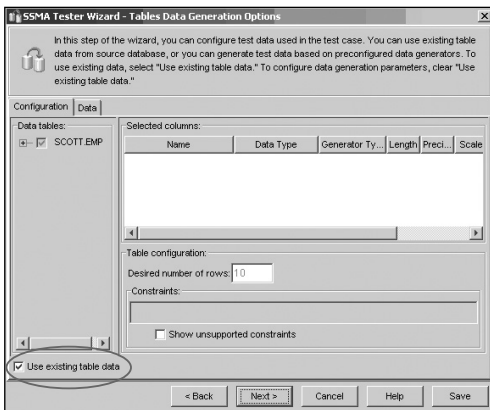 SSMA Tester Wizard - Tables Data Generation Options
In this step of the wizard, you can configure test data used in the test case. You can use existing table
data from source database, or you can generate test data based on preconfigured data generators. To
use existing data, select "Use existing table data." To configure data generation parameters, clear "Use
existing table data."
Configuration Data
Data tables:
SCOTT.EMP
Selected columns:
Name Data Type Generator Ty... Length Preci... Scale
Table configuration:
Desired number of rows: 10
Constraints:
Show unsupported constraints
Use existing table data
< Back Next > Cancel Help Save